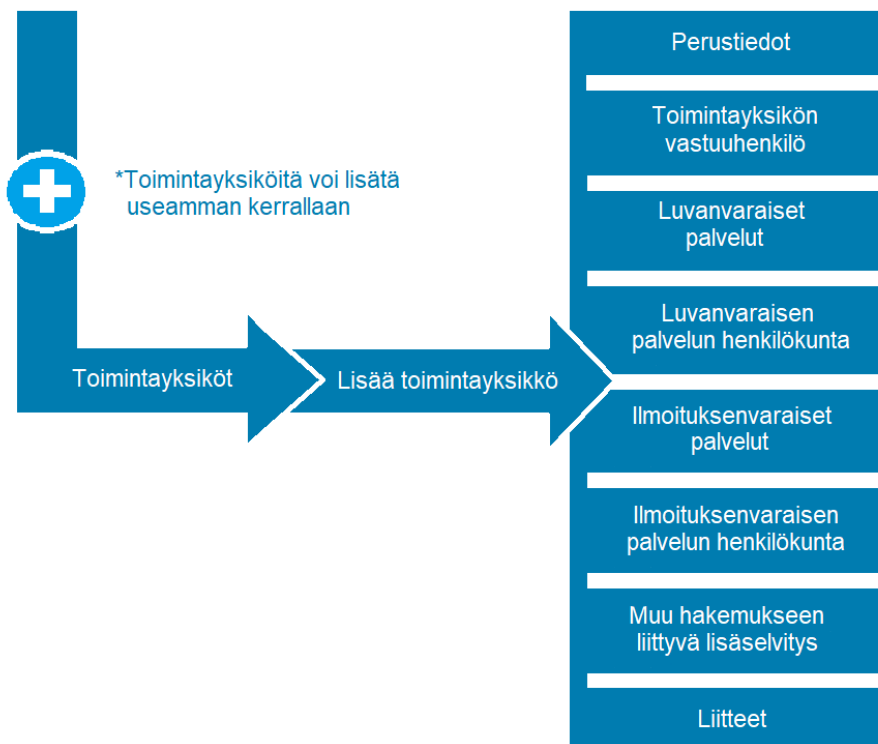 *Toimintayksiköitä voi lisätä
useamman kerrallaan
Toimintayksiköt
Lisää toimintayksikkö
Perustiedot
Toimintayksikön
vastuuhenkilö
Luvanvaraiset
palvelut
Luvanvaraisen
palvelun henkilökunta
Ilmoituksenvaraiset
palvelut
Ilmoituksenvaraisen
palvelun henkilökunta
Muu hakemukseen
liittyvä lisäselvitys
Liitteet